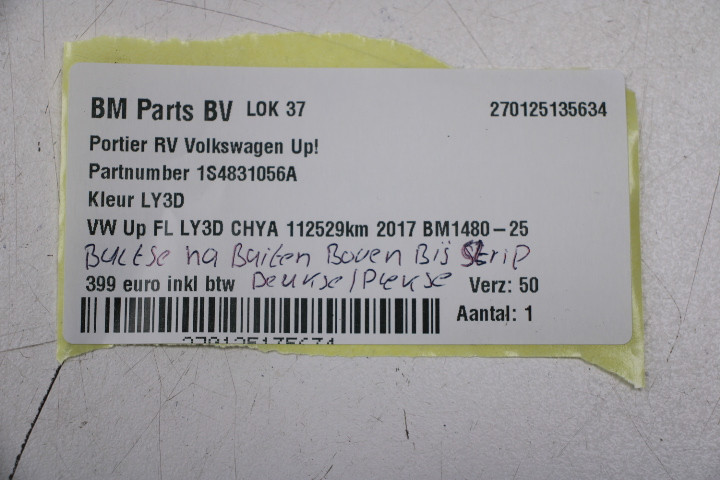 BM Parts BV LOK 37 270125135634
Portier RV Volkswagen Up!
Partnumber 1S4831056A
Kleur LY3D
VW Up FL LY3D CHYA 112529km 2017 BM1480-25
Bultse na Buiten Boven Bij Strip
399 euro inkl btw Deukse/Plekse Verz: 50
Aantal: 1